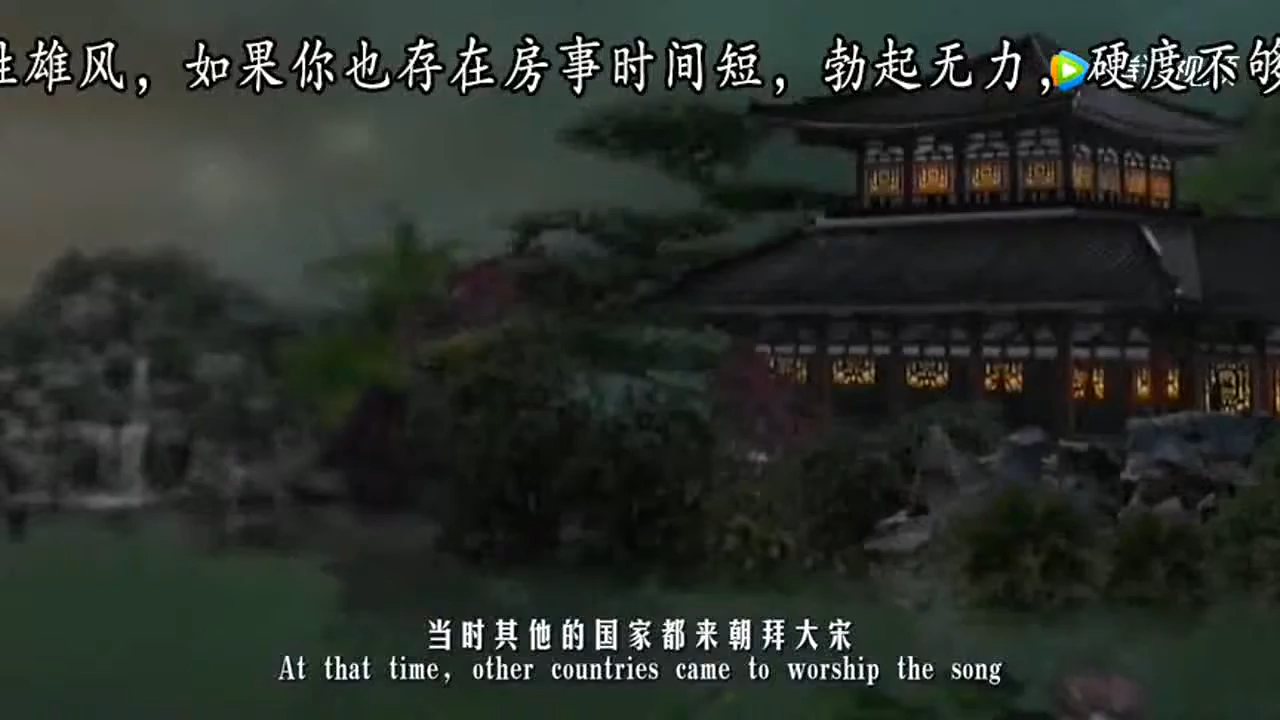 雄风，如果你也存在房事时间短，勃起无力，硬度不够
当时其他的国家都来朝拜大宋
At that time, other countries came to worship the song